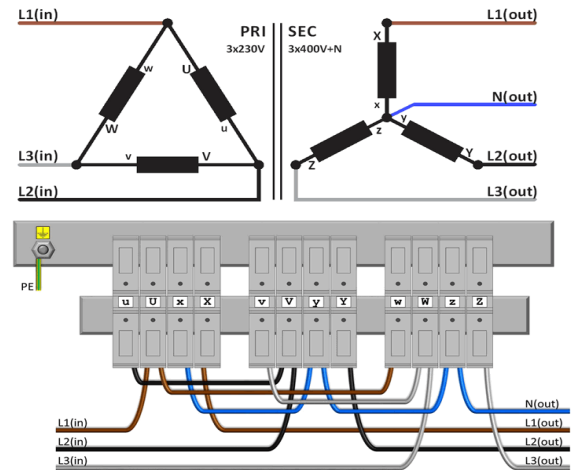 L1(in)
PRI
SEC
L1(out)
3x230V
3x400V+N
w
U
X
W
u
x
N(out)
z
y
L3(in)
v
V
Z
Y
L2(out)
L2(in)
L3(out)
PE
u U x X
v V y Y
w W z Z
N(out)
L1(in)
L1(out)
L2(in)
L2(out)
L3(in)
L3(out)